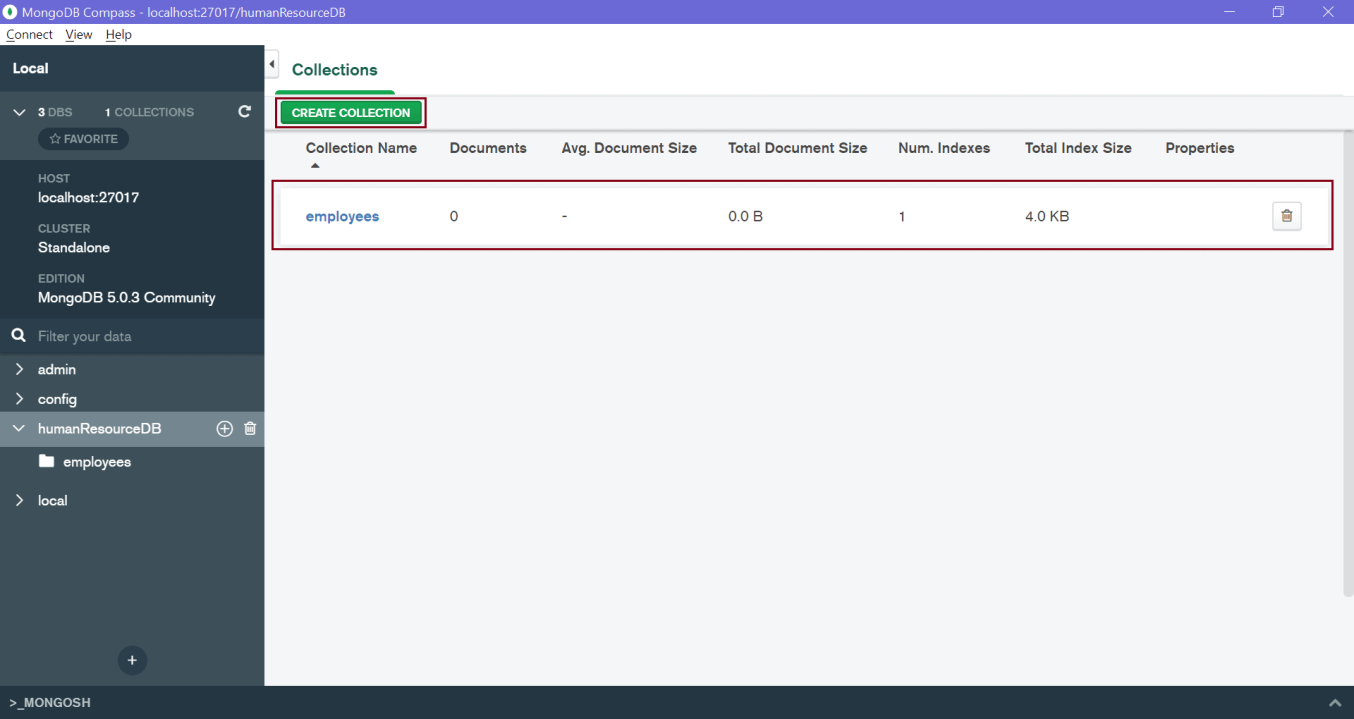 MongoDB Compass - localhost:27017/humanResourceDB
Connect View Help
Local
3 DBS 1 COLLECTIONS
FAVORITE
HOST
localhost:27017
CLUSTER
Standalone
EDITION
MongoDB 5.0.3 Community
Filter your data
admin
config
humanResourceDB
employees
local
Collections
CREATE COLLECTION
Collection Name Documents Avg. Document Size Total Document Size Num. Indexes Total Index Size Properties
employees 0 - 0.0 B 1 4.0 KB
>_MONGOSH